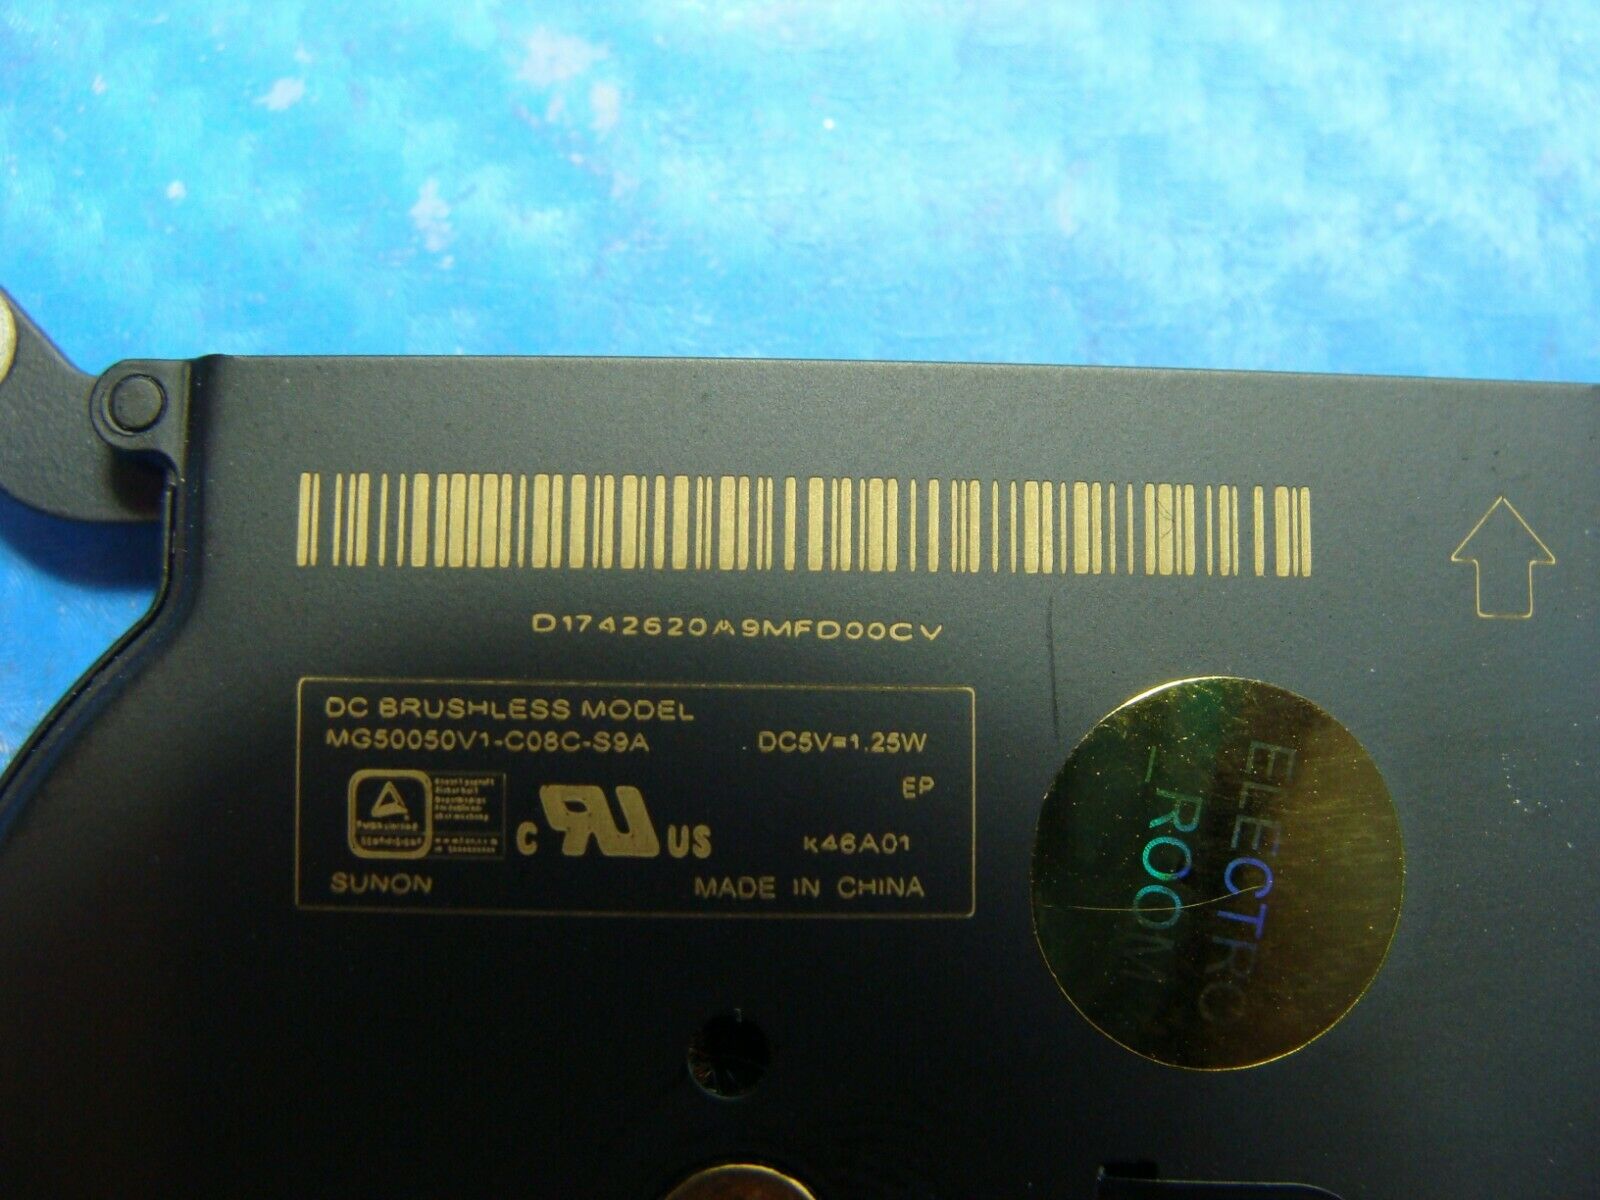 D1742620A9MFD00CV
DC BRUSHLESS MODEL
MG50050V1-C08C-S9A DC5V=1.25W
EP
C RU US
k46A01
SUNON MADE IN CHINA
ELECTRO
_ROOM